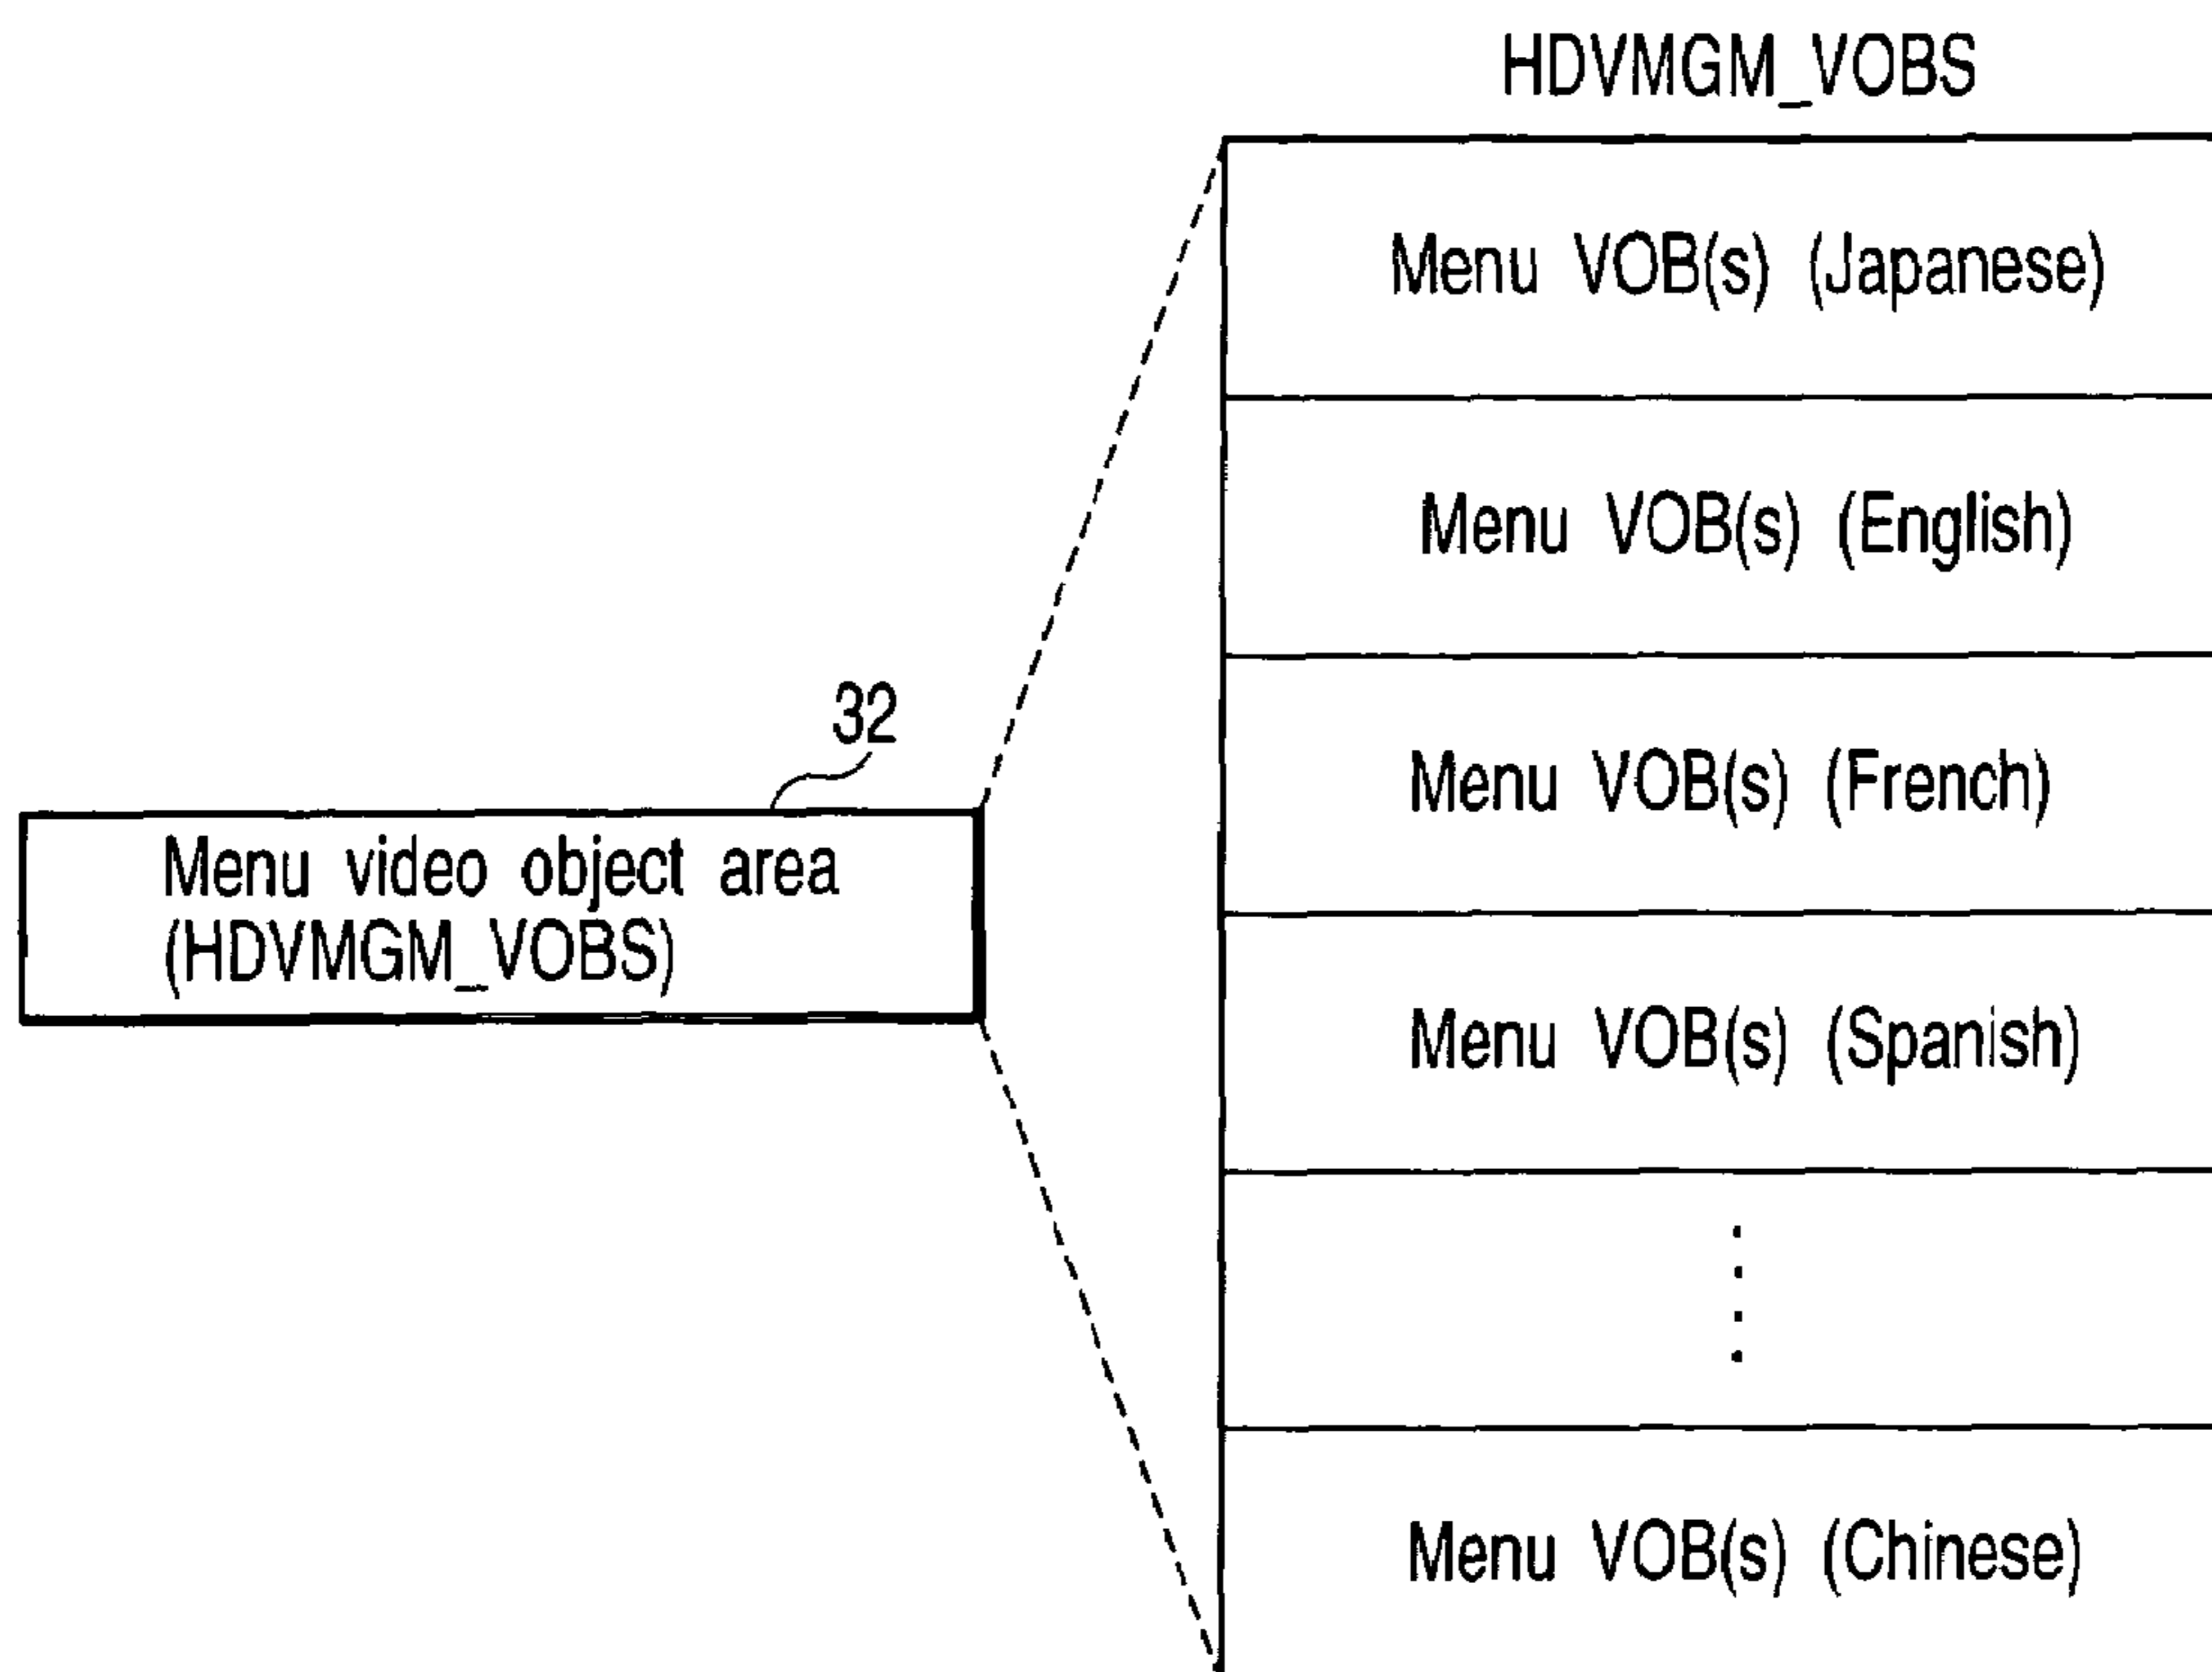 HDVMGM_VOBS
Menu VOB(s) (Japanese)
Menu VOB(s) (English)
Menu VOB(s) (French)
Menu VOB(s) (Spanish)
Menu VOB(s) (Chinese)
32
Menu video object area
(HDVMGM_VOBS)